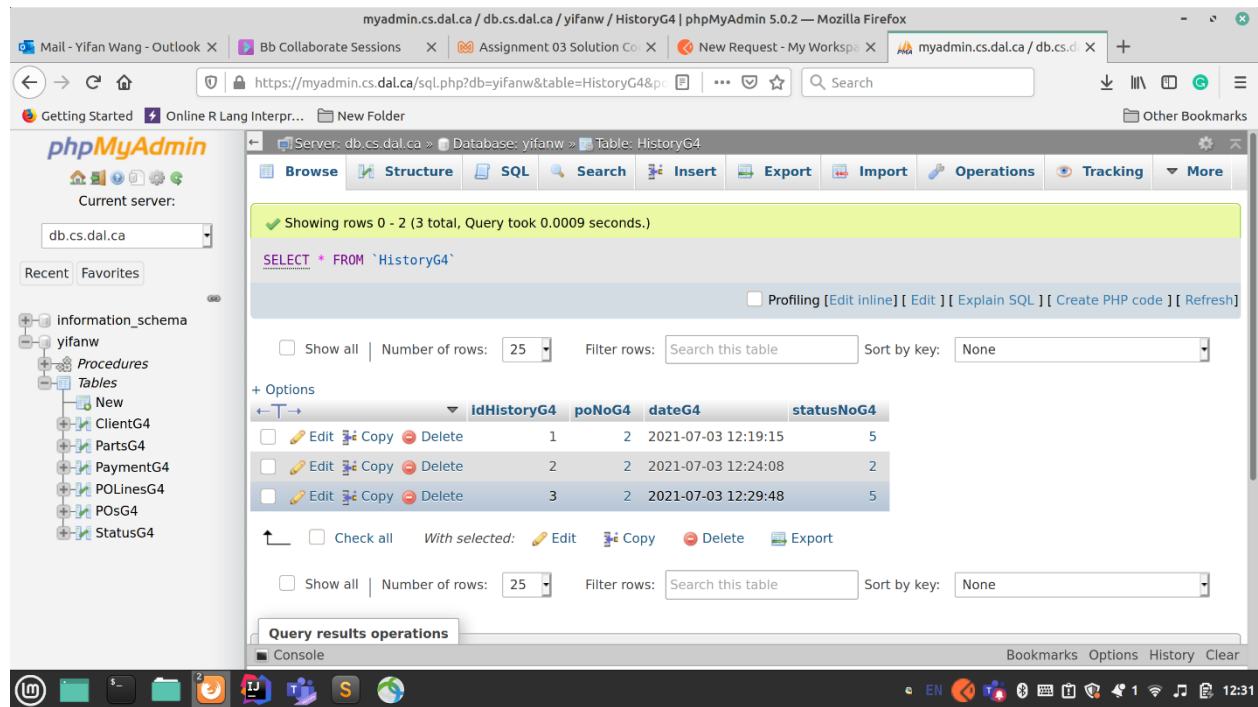 myadmin.cs.dal.ca / db.cs.dal.ca / yifanw / HistoryG4 | phpMyAdmin 5.0.2 — Mozilla Firefox
Mail - Yifan Wang - Outlook
Bb Collaborate Sessions
Assignment 03 Solution Co
New Request - My Workspa
myadmin.cs.dal.ca / db.cs.d
https://myadmin.cs.dal.ca/sql.php?db=yifanw&table=HistoryG4&po
Search
Getting Started
Online R Lang Interpr...
New Folder
Other Bookmarks
phpMyAdmin
Current server:
db.cs.dal.ca
Recent Favorites
information_schema
yifanw
Procedures
Tables
New
ClientG4
PartsG4
PaymentG4
POLinesG4
POsG4
StatusG4
Server: db.cs.dal.ca » Database: yifanw » Table: HistoryG4
Browse Structure SQL Search Insert Export Import Operations Tracking More
Showing rows 0 - 2 (3 total, Query took 0.0009 seconds.)
SELECT * FROM `HistoryG4`
Profiling [Edit inline] [ Edit ] [ Explain SQL ] [ Create PHP code ] [ Refresh]
Show all | Number of rows: 25 Filter rows: Search this table Sort by key: None
+ Options
←T→ idHistoryG4 poNoG4 dateG4 statusNoG4
Edit Copy Delete 1 2 2021-07-03 12:19:15 5
Edit Copy Delete 2 2 2021-07-03 12:24:08 2
Edit Copy Delete 3 2 2021-07-03 12:29:48 5
Check all With selected: Edit Copy Delete Export
Show all | Number of rows: 25 Filter rows: Search this table Sort by key: None
Query results operations
Console
Bookmarks Options History Clear
2
EN
1
12:31